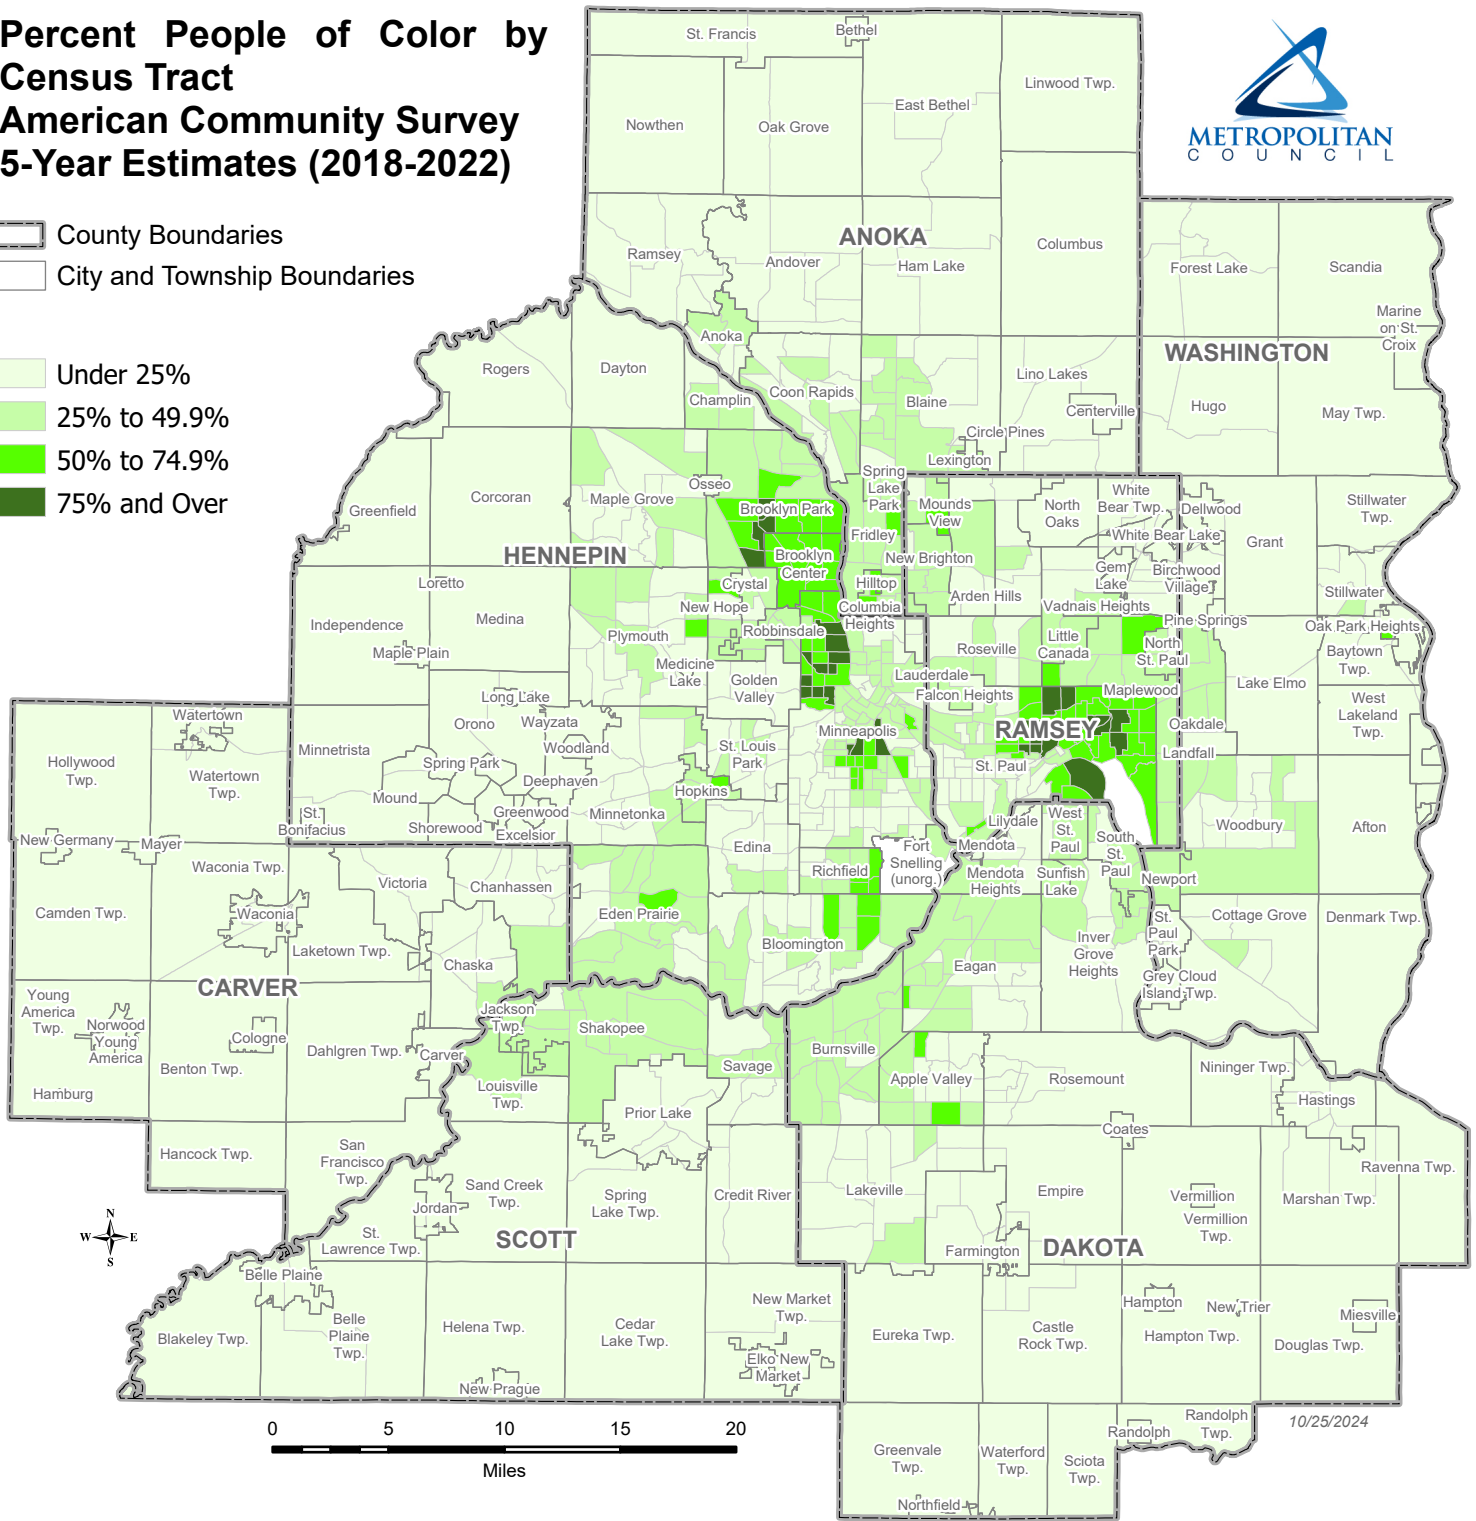 Percent People of Color by
Census Tract
American Community Survey
5-Year Estimates (2018-2022)
County Boundaries
City and Township Boundaries
Under 25%
25% to 49.9%
50% to 74.9%
75% and Over
METROPOLITAN
COUNCIL
St. Francis
Bethel
Linwood Twp.
East Bethel
Nowthen
Oak Grove
ANOKA
Columbus
Ramsey
Andover
Ham Lake
Forest Lake
Scandia
Marine
on St.
Croix
Anoka
WASHINGTON
Rogers
Dayton
Lino Lakes
Coon Rapids
Champlin
Blaine
Centerville
Hugo
May Twp.
Circle Pines
Lexington
Spring
Lake
Park
Osseo
Corcoran
Maple Grove
Greenfield
Brooklyn Park
Mounds
View
North
Oaks
White
Bear Twp.
Dellwood
Stillwater
Twp.
Fridley
White Bear Lake
Grant
HENNEPIN
Brooklyn
Center
New Brighton
Gem
Lake
Birchwood
Village
Loretto
Crystal
Hilltop
Arden Hills
Stillwater
New Hope
Columbia
Heights
Vadnais Heights
Independence
Medina
Pine Springs
Oak Park Heights
Plymouth
Robbinsdale
Little
Canada
Roseville
North
St. Paul
Maple Plain
Baytown
Twp.
Medicine
Lake
Golden
Valley
Lauderdale
Falcon Heights
Maplewood
Lake Elmo
Long Lake
West
Lakeland
Twp.
Watertown
Orono
Wayzata
Minneapolis
RAMSEY
Oakdale
Minnetrista
Woodland
St. Louis
Park
Landfall
Hollywood
Twp.
Spring Park
St. Paul
Watertown
Twp.
Deephaven
Hopkins
Mound
Greenwood
Minnetonka
St.
Bonifacius
Shorewood
Excelsior
Lilydale
West
St.
Paul
Woodbury
Afton
New Germany
Mayer
Edina
Fort
Snelling
(unorg.)
Mendota
South
St.
Paul
Waconia Twp.
Richfield
Mendota
Heights
Sunfish
Lake
Newport
Victoria
Chanhassen
Camden Twp.
Waconia
Eden Prairie
Cottage Grove
Denmark Twp.
St.
Paul
Park
Bloomington
Inver
Grove
Heights
Laketown Twp.
Chaska
Eagan
CARVER
Grey Cloud
Island Twp.
Young
America
Twp.
Jackson
Twp.
Norwood
Young
America
Cologne
Shakopee
Dahlgren Twp.
Carver
Burnsville
Benton Twp.
Savage
Apple Valley
Rosemount
Nininger Twp.
Hamburg
Louisville
Twp.
Prior Lake
Hastings
Coates
Hancock Twp.
San
Francisco
Twp.
Ravenna Twp.
Sand Creek
Twp.
Spring
Lake Twp.
Credit River
Lakeville
Empire
Vermillion
Marshan Twp.
Jordan
Vermillion
Twp.
N
W E
S
St.
Lawrence Twp.
SCOTT
Farmington
DAKOTA
Belle Plaine
New Market
Twp.
Hampton
New Trier
Miesville
Blakeley Twp.
Belle
Plaine
Twp.
Helena Twp.
Cedar
Lake Twp.
Eureka Twp.
Castle
Rock Twp.
Hampton Twp.
Douglas Twp.
Elko New
Market
New Prague
0 5 10 15 20
Miles
Randolph
Twp.
10/25/2024
Randolph
Greenvale
Twp.
Waterford
Twp.
Sciota
Twp.
Northfield